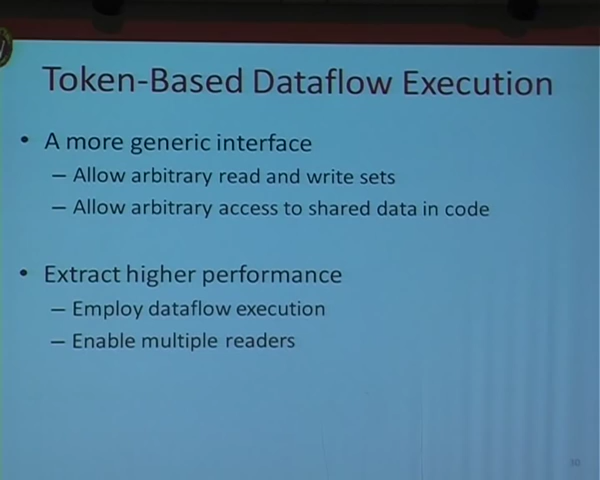 Token-Based Dataflow Execution
• A more generic interface
– Allow arbitrary read and write sets
– Allow arbitrary access to shared data in code
• Extract higher performance
– Employ dataflow execution
– Enable multiple readers